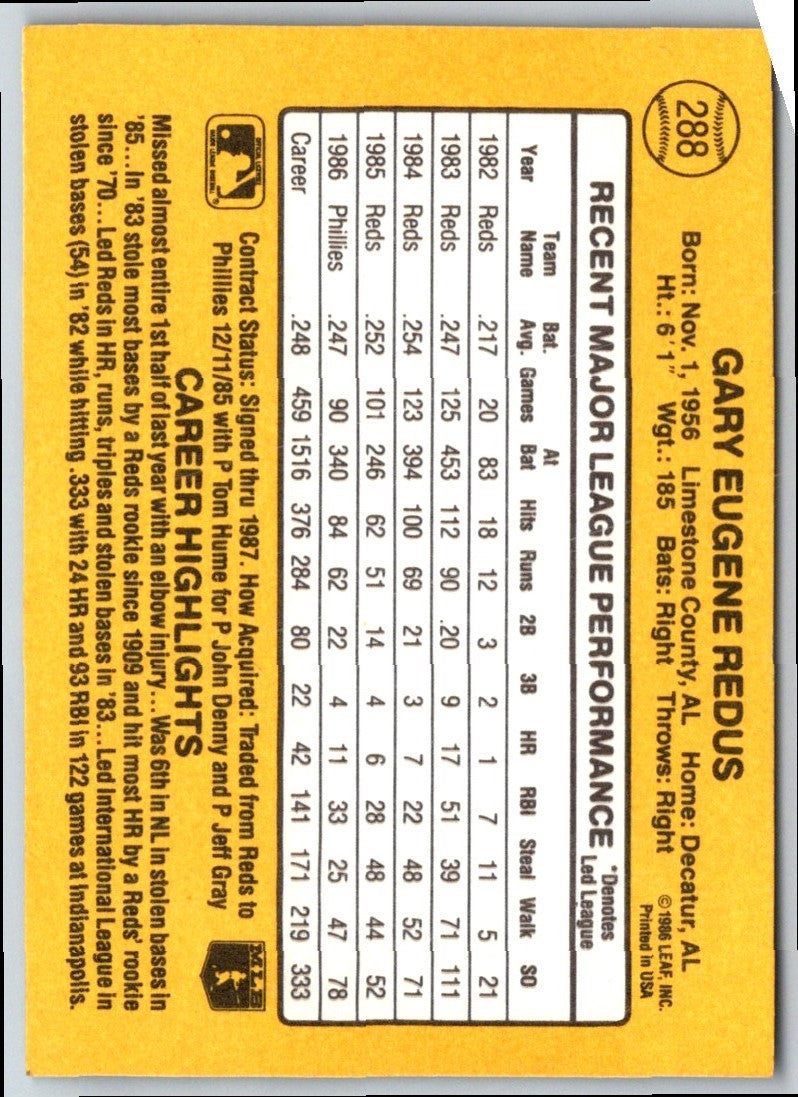 288
GARY EUGENE REDUS
Born: Nov. 1, 1956 Limestone County, AL Home: Decatur, AL
Ht.: 6'1" Wgt.: 185 Bats: Right Throws: Right
© 1986 LEAF, INC.
Printed in USA
RECENT MAJOR LEAGUE PERFORMANCE *Denotes Led League
Year Team Name Bat. Avg. Games At Bat Hits Runs 2B 3B HR RBI Steal Walk SO
1982 Reds .217 20 83 18 12 3 2 1 7 11 5 21
1983 Reds .247 125 453 112 90 .20 9 17 51 39 71 111
1984 Reds .254 123 394 100 69 21 3 7 22 48 52 71
1985 Reds .252 101 246 62 51 14 4 6 28 48 44 52
1986 Phillies .247 90 340 84 62 22 4 11 33 25 47 78
Career .248 459 1516 376 284 80 22 42 141 171 219 333
Contract Status: Signed thru 1987. How Acquired: Traded from Reds to
Phillies 12/11/85 with P Tom Hume for P John Denny and P Jeff Gray
MLB
CAREER HIGHLIGHTS
Missed almost entire 1st half of last year with an elbow injury... Was 6th in NL in stolen bases in
'85... In '83 stole most bases by a Reds rookie since 1909 and hit most HR by a Reds' rookie
since '70... Led Reds in HR, runs, triples and stolen bases in '83... Led International League in
stolen bases (54) in '82 while hitting .333 with 24 HR and 93 RBI in 122 games at Indianapolis.